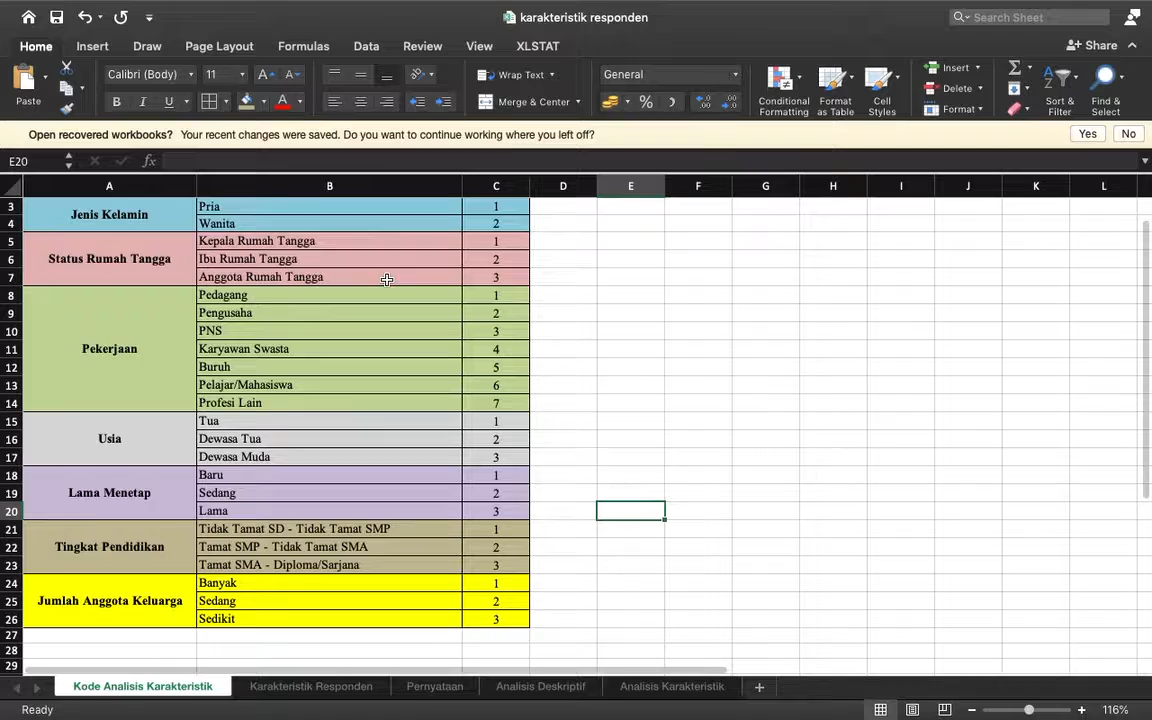 karakteristik responden
Search Sheet
Home Insert Draw Page Layout Formulas Data Review View XLSTAT
Share
Paste
Calibri (Body) 11
A A
B I U
A
Wrap Text
Merge & Center
General
%
Conditional Formatting
Format as Table
Cell Styles
Insert
Delete
Format
Sort & Filter
Find & Select
Open recovered workbooks? Your recent changes were saved. Do you want to continue working where you left off? Yes No
E20 fx
A B C D E F G H I J K L
3 Jenis Kelamin Pria 1
4 Wanita 2
5 Status Rumah Tangga Kepala Rumah Tangga 1
6 Ibu Rumah Tangga 2
7 Anggota Rumah Tangga 3
8 Pekerjaan Pedagang 1
9 Pengusaha 2
10 PNS 3
11 Karyawan Swasta 4
12 Buruh 5
13 Pelajar/Mahasiswa 6
14 Profesi Lain 7
15 Usia Tua 1
16 Dewasa Tua 2
17 Dewasa Muda 3
18 Lama Menetap Baru 1
19 Sedang 2
20 Lama 3
21 Tingkat Pendidikan Tidak Tamat SD - Tidak Tamat SMP 1
22 Tamat SMP - Tidak Tamat SMA 2
23 Tamat SMA - Diploma/Sarjana 3
24 Jumlah Anggota Keluarga Banyak 1
25 Sedang 2
26 Sedikit 3
27
28
29
Kode Analisis Karakteristik Karakteristik Responden Pernyataan Analisis Deskriptif Analisis Karakteristik +
Ready
116%